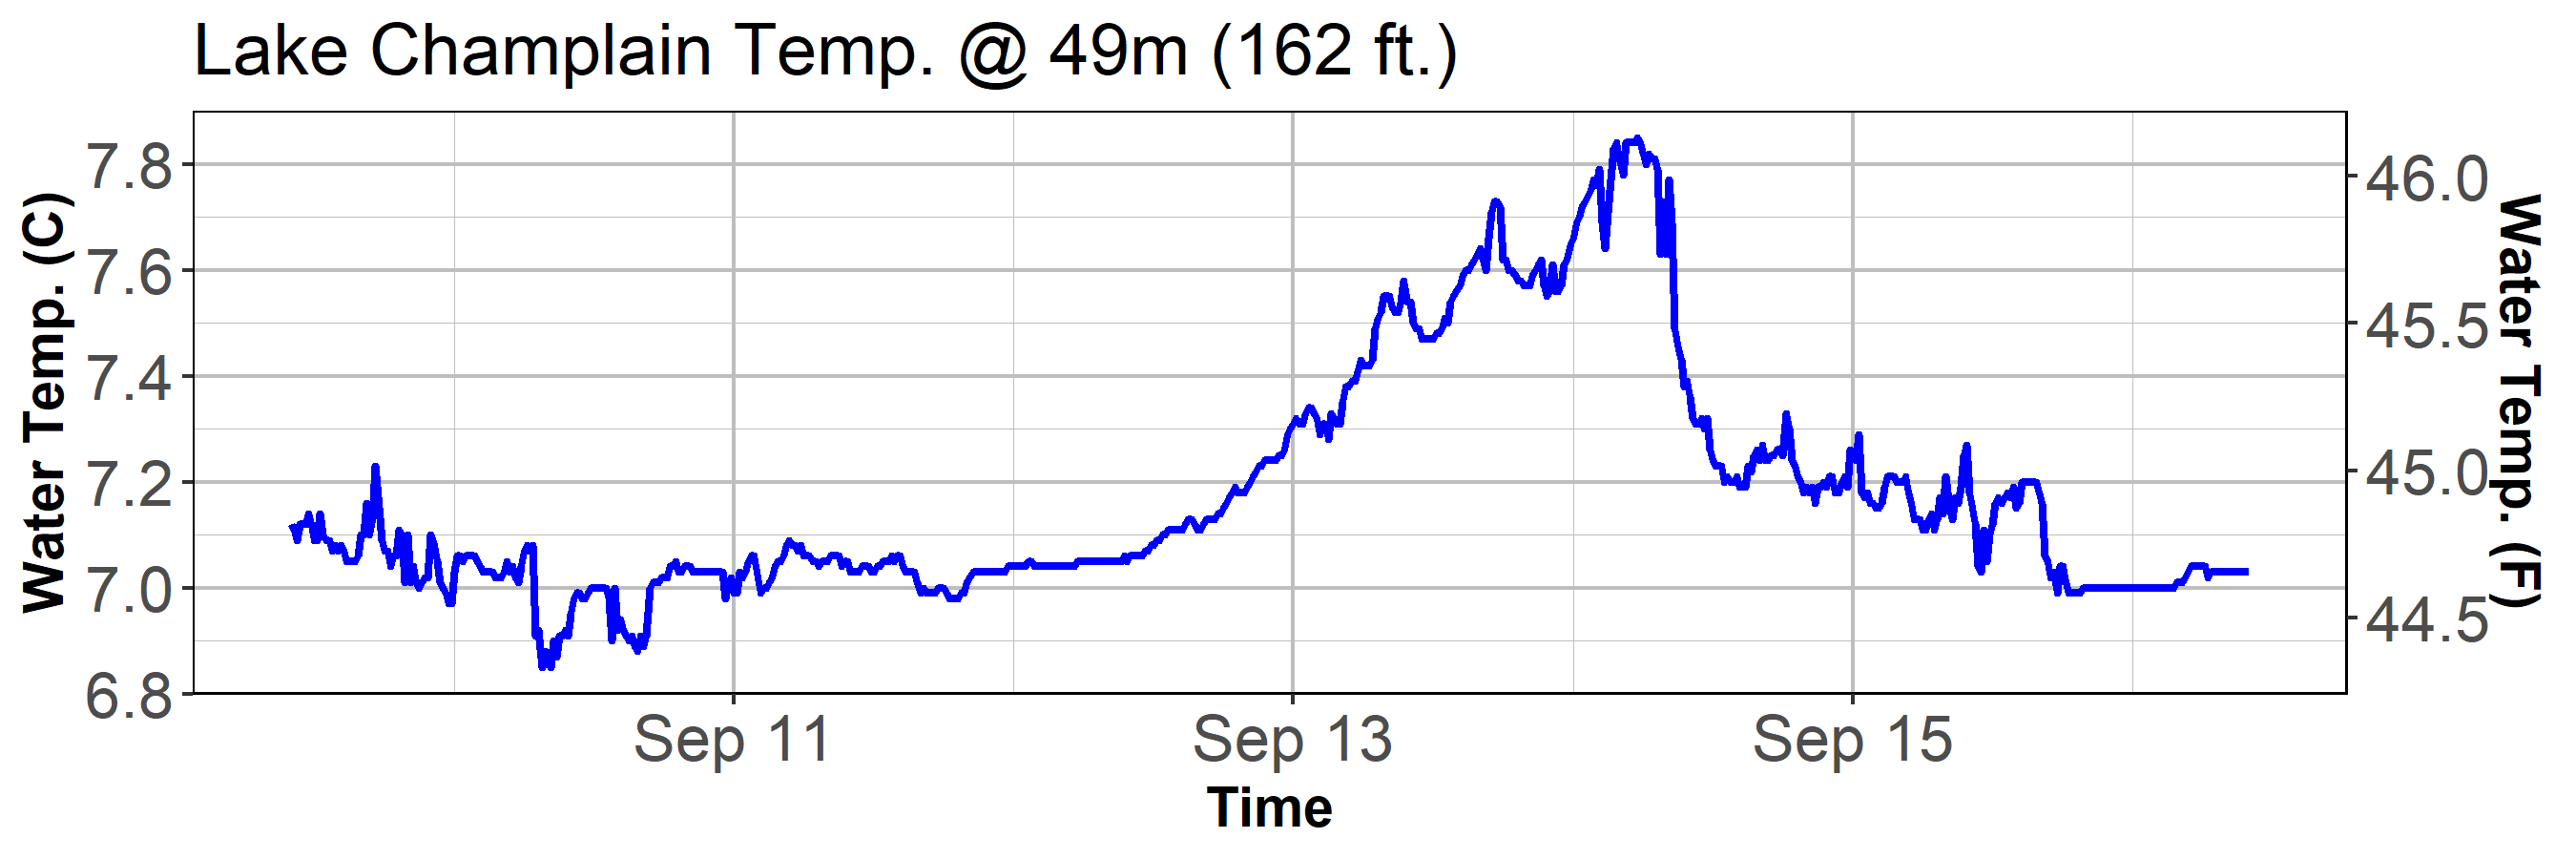 Lake Champlain Temp. @ 49m (162 ft.)
Water Temp. (C)
7.8
7.6
7.4
7.2
7.0
6.8
46.0
45.5
45.0
44.5
Water Temp. (F)
Sep 11
Sep 13
Sep 15
Time